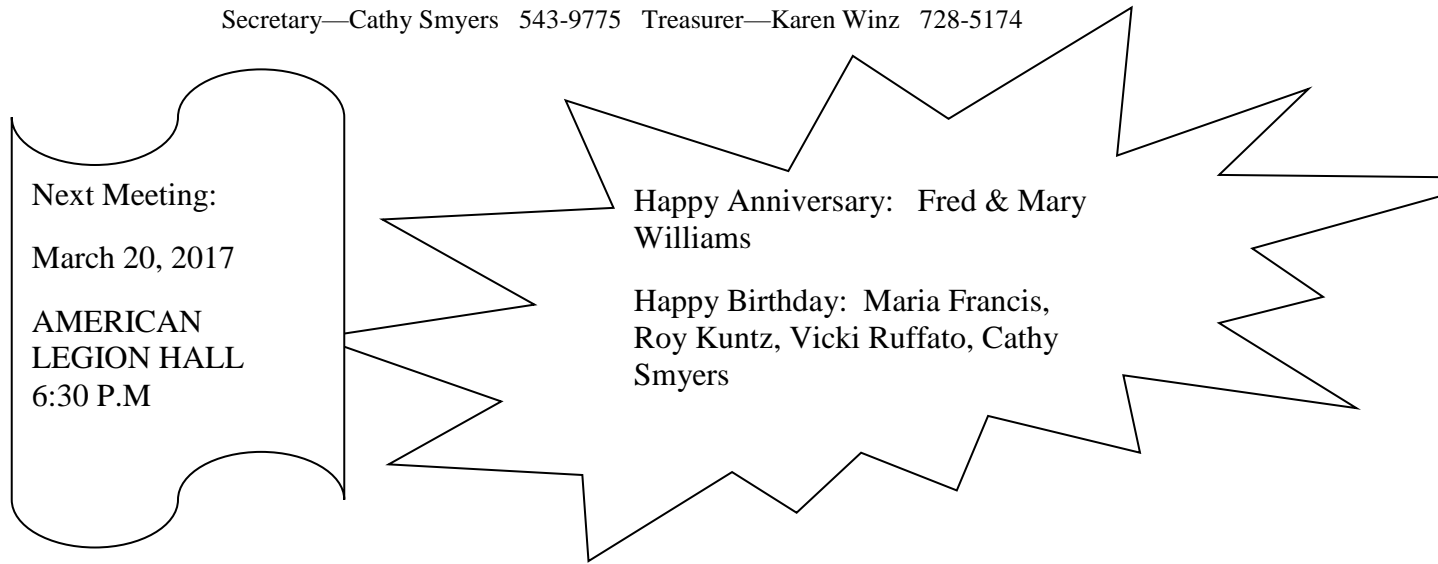 Secretary—Cathy Smyers   543-9775   Treasurer—Karen Winz   728-5174
Next Meeting:
March 20, 2017
AMERICAN
LEGION HALL
6:30 P.M
Happy Anniversary:   Fred & Mary
Williams
Happy Birthday:  Maria Francis,
Roy Kuntz, Vicki Ruffato, Cathy
Smyers